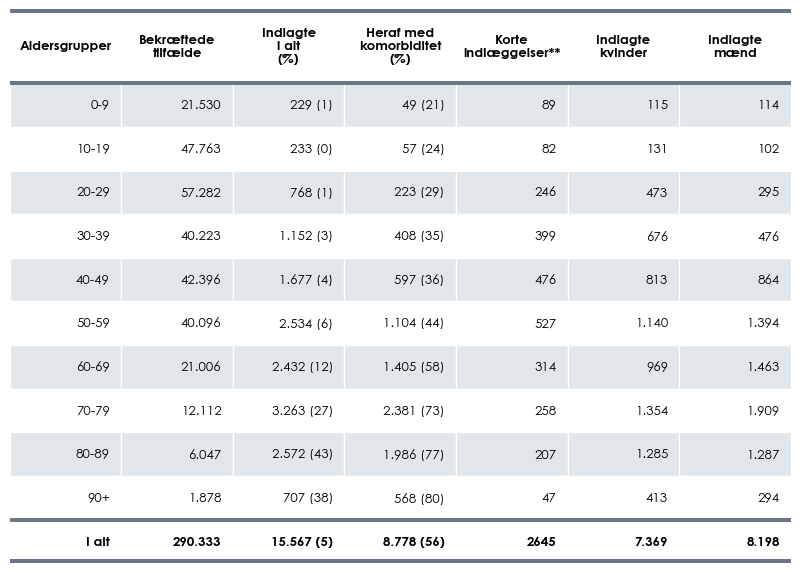 Aldersgrupper Bekræftede tilfælde Indlagte I alt (%) Heraf med komorbiditet (%) Korte indlæggelser** Indlagte kvinder Indlagte mænd
0-9 21.530 229 (1) 49 (21) 89 115 114
10-19 47.763 233 (0) 57 (24) 82 131 102
20-29 57.282 768 (1) 223 (29) 246 473 295
30-39 40.223 1.152 (3) 408 (35) 399 676 476
40-49 42.396 1.677 (4) 597 (36) 476 813 864
50-59 40.096 2.534 (6) 1.104 (44) 527 1.140 1.394
60-69 21.006 2.432 (12) 1.405 (58) 314 969 1.463
70-79 12.112 3.263 (27) 2.381 (73) 258 1.354 1.909
80-89 6.047 2.572 (43) 1.986 (77) 207 1.285 1.287
90+ 1.878 707 (38) 568 (80) 47 413 294
I alt 290.333 15.567 (5) 8.778 (56) 2645 7.369 8.198